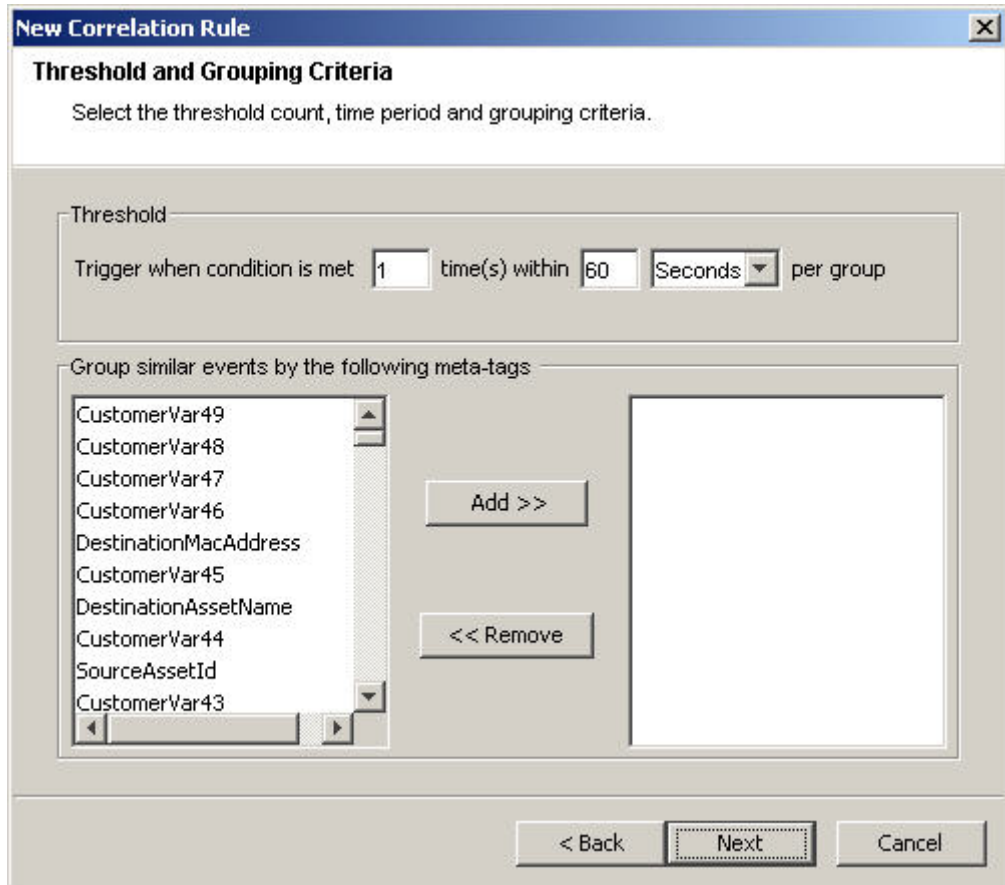 New Correlation Rule
Threshold and Grouping Criteria
Select the threshold count, time period and grouping criteria.
Threshold
Trigger when condition is met 1 time(s) within 60 Seconds per group
Group similar events by the following meta-tags
CustomerVar49
CustomerVar48
CustomerVar47
CustomerVar46
DestinationMacAddress
CustomerVar45
DestinationAssetName
CustomerVar44
SourceAssetId
CustomerVar43
Add >>
<< Remove
< Back Next Cancel